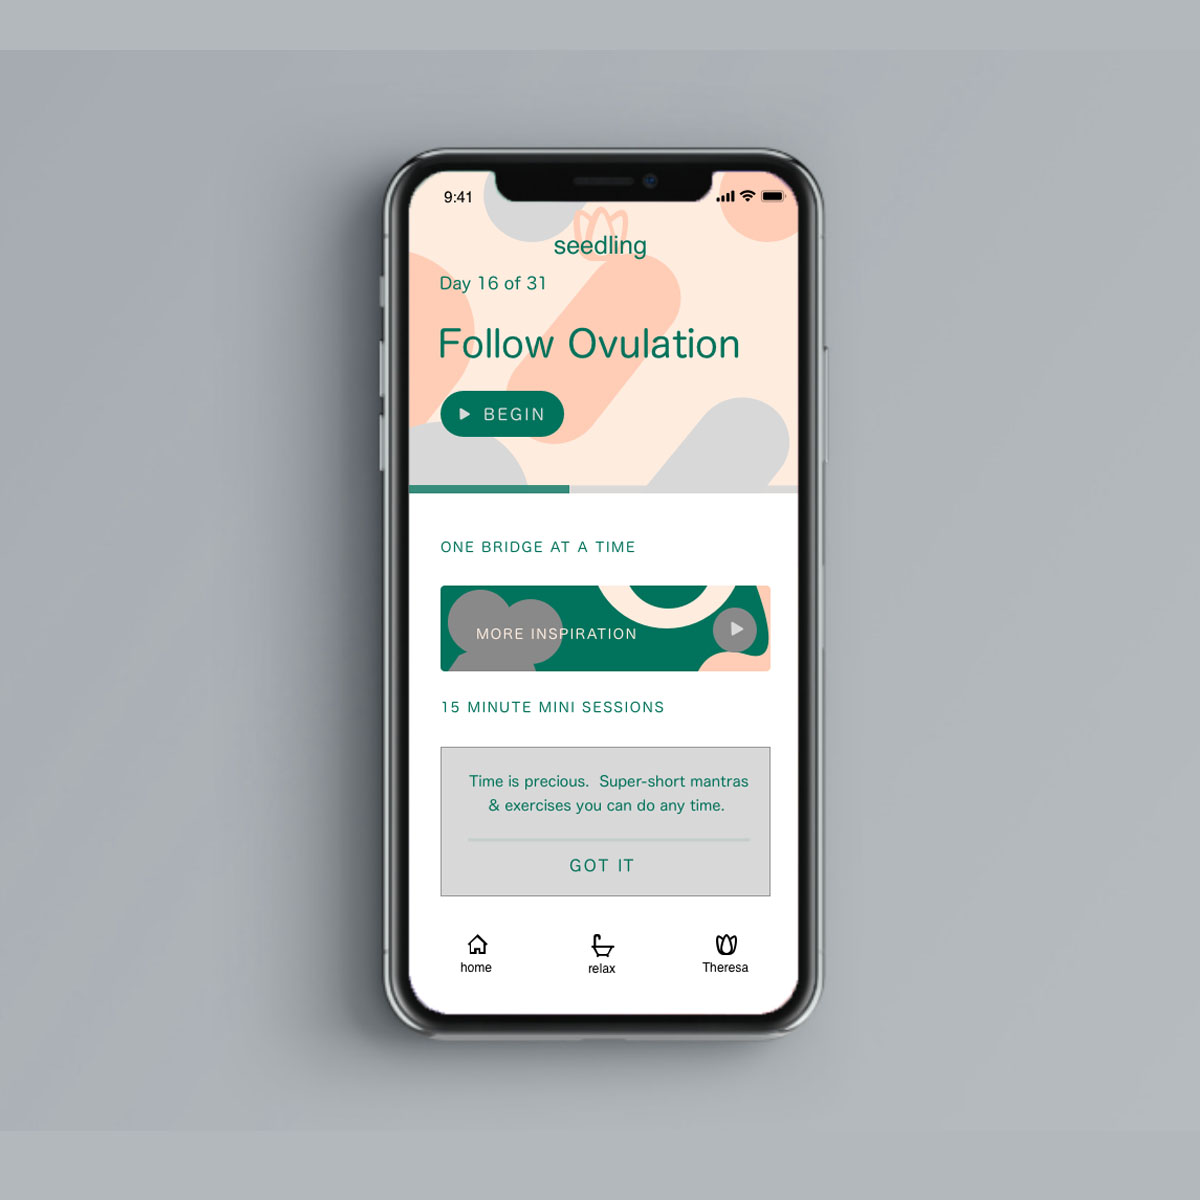 9:41
seedling
Day 16 of 31
Follow Ovulation
BEGIN
ONE BRIDGE AT A TIME
MORE INSPIRATION
15 MINUTE MINI SESSIONS
Time is precious.  Super-short mantras
& exercises you can do any time.
GOT IT
home
relax
Theresa